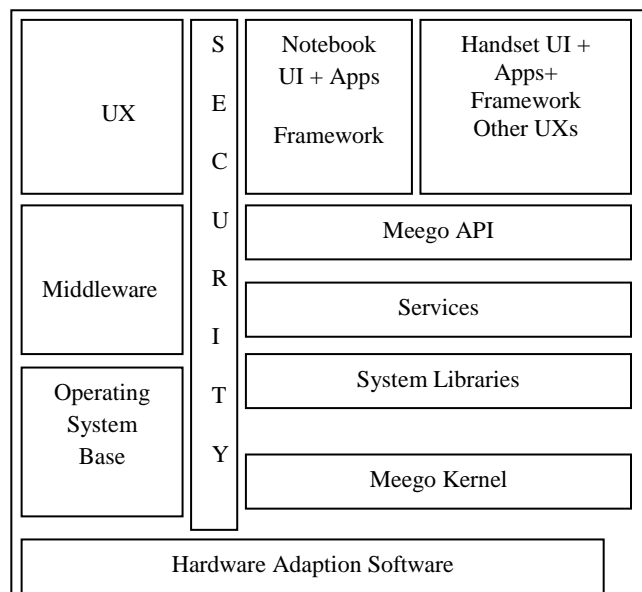 UX
S
E
C
U
R
I
T
Y
Notebook
UI + Apps
Framework
Handset UI +
Apps+
Framework
Other UXs
Middleware
Meego API
Services
Operating
System
Base
System Libraries
Meego Kernel
Hardware Adaption Software